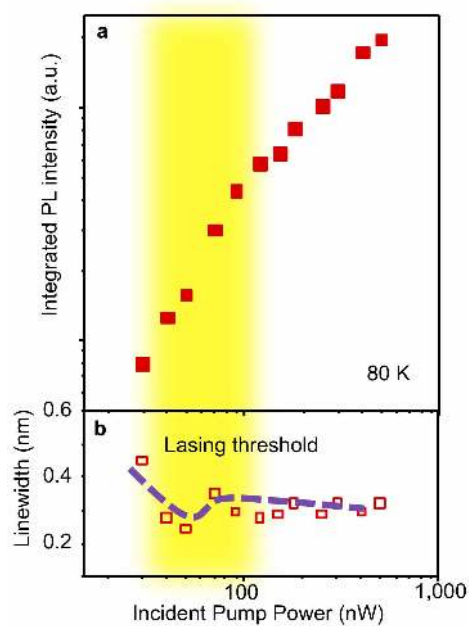 a
Integrated PL intensity (a.u.)
80 K
0.6
b
Lasing threshold
Linewidth (nm)
0.4
0.2
100
1,000
Incident Pump Power (nW)